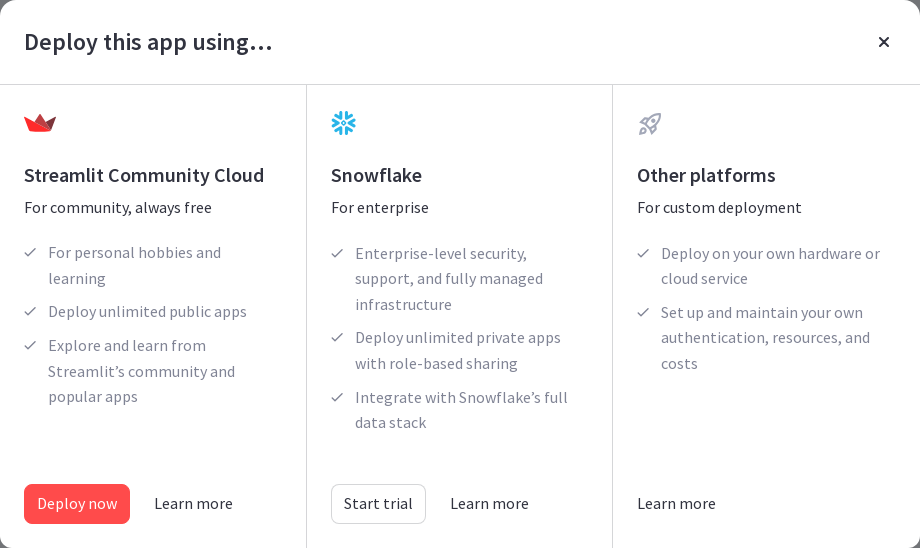 Deploy this app using...
Streamlit Community Cloud
For community, always free
For personal hobbies and
learning
Deploy unlimited public apps
Explore and learn from
Streamlit’s community and
popular apps
Deploy now
Learn more
Snowflake
For enterprise
Enterprise-level security,
support, and fully managed
infrastructure
Deploy unlimited private apps
with role-based sharing
Integrate with Snowflake’s full
data stack
Start trial
Learn more
Other platforms
For custom deployment
Deploy on your own hardware or
cloud service
Set up and maintain your own
authentication, resources, and
costs
Learn more